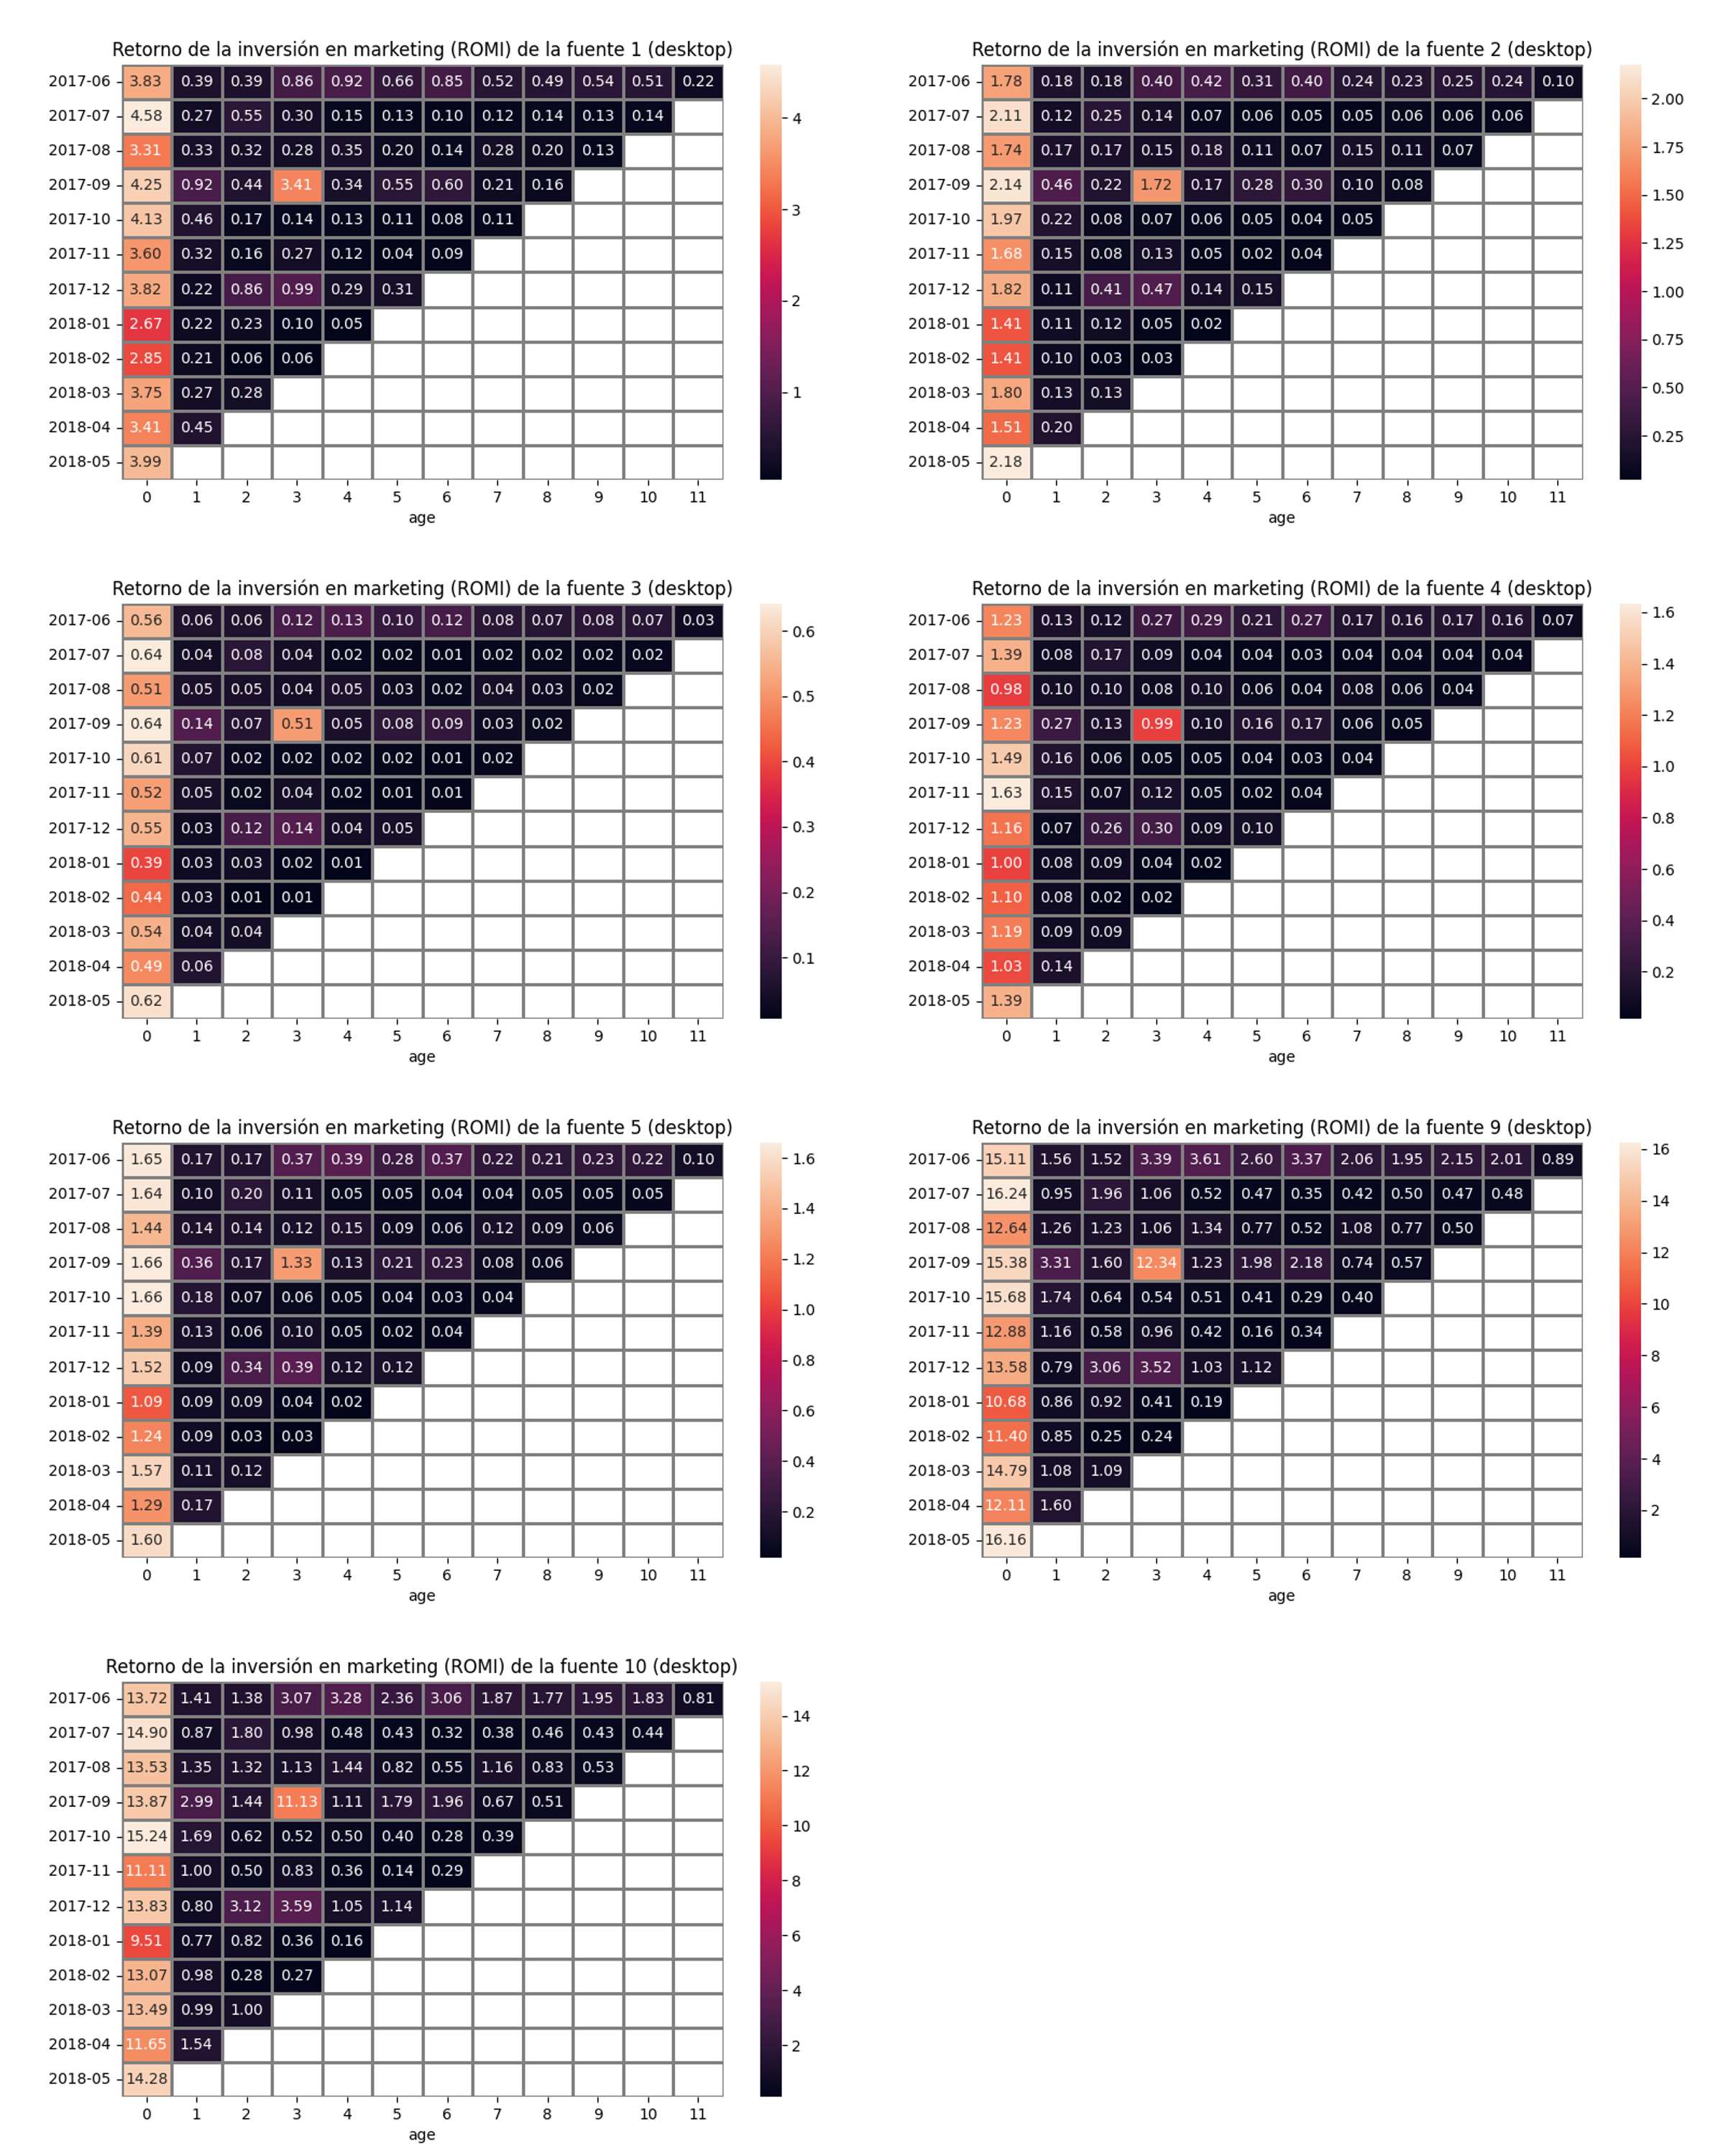 Retorno de la inversión en marketing (ROMI) de la fuente 1 (desktop)
2017-06 3.83 0.39 0.39 0.86 0.92 0.66 0.85 0.52 0.49 0.54 0.51 0.22
2017-07 4.58 0.27 0.55 0.30 0.15 0.13 0.10 0.12 0.14 0.13 0.14
2017-08 3.31 0.33 0.32 0.28 0.35 0.20 0.14 0.28 0.20 0.13
2017-09 4.25 0.92 0.44 3.41 0.34 0.55 0.60 0.21 0.16
2017-10 4.13 0.46 0.17 0.14 0.13 0.11 0.08 0.11
2017-11 3.60 0.32 0.16 0.27 0.12 0.04 0.09
2017-12 3.82 0.22 0.86 0.99 0.29 0.31
2018-01 2.67 0.22 0.23 0.10 0.05
2018-02 2.85 0.21 0.06 0.06
2018-03 3.75 0.27 0.28
2018-04 3.41 0.45
2018-05 3.99
0 1 2 3 4 5 6 7 8 9 10 11
age
4
3
2
1
Retorno de la inversión en marketing (ROMI) de la fuente 2 (desktop)
2017-06 1.78 0.18 0.18 0.40 0.42 0.31 0.40 0.24 0.23 0.25 0.24 0.10
2017-07 2.11 0.12 0.25 0.14 0.07 0.06 0.05 0.05 0.06 0.06 0.06
2017-08 1.74 0.17 0.17 0.15 0.18 0.11 0.07 0.15 0.11 0.07
2017-09 2.14 0.46 0.22 1.72 0.17 0.28 0.30 0.10 0.08
2017-10 1.97 0.22 0.08 0.07 0.06 0.05 0.04 0.05
2017-11 1.68 0.15 0.08 0.13 0.05 0.02 0.04
2017-12 1.82 0.11 0.41 0.47 0.14 0.15
2018-01 1.41 0.11 0.12 0.05 0.02
2018-02 1.41 0.10 0.03 0.03
2018-03 1.80 0.13 0.13
2018-04 1.51 0.20
2018-05 2.18
0 1 2 3 4 5 6 7 8 9 10 11
age
2.00
1.75
1.50
1.25
1.00
0.75
0.50
0.25
Retorno de la inversión en marketing (ROMI) de la fuente 3 (desktop)
2017-06 0.56 0.06 0.06 0.12 0.13 0.10 0.12 0.08 0.07 0.08 0.07 0.03
2017-07 0.64 0.04 0.08 0.04 0.02 0.02 0.01 0.02 0.02 0.02 0.02
2017-08 0.51 0.05 0.05 0.04 0.05 0.03 0.02 0.04 0.03 0.02
2017-09 0.64 0.14 0.07 0.51 0.05 0.08 0.09 0.03 0.02
2017-10 0.61 0.07 0.02 0.02 0.02 0.02 0.01 0.02
2017-11 0.52 0.05 0.02 0.04 0.02 0.01 0.01
2017-12 0.55 0.03 0.12 0.14 0.04 0.05
2018-01 0.39 0.03 0.03 0.02 0.01
2018-02 0.44 0.03 0.01 0.01
2018-03 0.54 0.04 0.04
2018-04 0.49 0.06
2018-05 0.62
0 1 2 3 4 5 6 7 8 9 10 11
age
0.6
0.5
0.4
0.3
0.2
0.1
Retorno de la inversión en marketing (ROMI) de la fuente 4 (desktop)
2017-06 1.23 0.13 0.12 0.27 0.29 0.21 0.27 0.17 0.16 0.17 0.16 0.07
2017-07 1.39 0.08 0.17 0.09 0.04 0.04 0.03 0.04 0.04 0.04 0.04
2017-08 0.98 0.10 0.10 0.08 0.10 0.06 0.04 0.08 0.06 0.04
2017-09 1.23 0.27 0.13 0.99 0.10 0.16 0.17 0.06 0.05
2017-10 1.49 0.16 0.06 0.05 0.05 0.04 0.03 0.04
2017-11 1.63 0.15 0.07 0.12 0.05 0.02 0.04
2017-12 1.16 0.07 0.26 0.30 0.09 0.10
2018-01 1.00 0.08 0.09 0.04 0.02
2018-02 1.10 0.08 0.02 0.02
2018-03 1.19 0.09 0.09
2018-04 1.03 0.14
2018-05 1.39
0 1 2 3 4 5 6 7 8 9 10 11
age
1.6
1.4
1.2
1.0
0.8
0.6
0.4
0.2
Retorno de la inversión en marketing (ROMI) de la fuente 5 (desktop)
2017-06 1.65 0.17 0.17 0.37 0.39 0.28 0.37 0.22 0.21 0.23 0.22 0.10
2017-07 1.64 0.10 0.20 0.11 0.05 0.05 0.04 0.04 0.05 0.05 0.05
2017-08 1.44 0.14 0.14 0.12 0.15 0.09 0.06 0.12 0.09 0.06
2017-09 1.66 0.36 0.17 1.33 0.13 0.21 0.23 0.08 0.06
2017-10 1.66 0.18 0.07 0.06 0.05 0.04 0.03 0.04
2017-11 1.39 0.13 0.06 0.10 0.05 0.02 0.04
2017-12 1.52 0.09 0.34 0.39 0.12 0.12
2018-01 1.09 0.09 0.09 0.04 0.02
2018-02 1.24 0.09 0.03 0.03
2018-03 1.57 0.11 0.12
2018-04 1.29 0.17
2018-05 1.60
0 1 2 3 4 5 6 7 8 9 10 11
age
1.6
1.4
1.2
1.0
0.8
0.6
0.4
0.2
Retorno de la inversión en marketing (ROMI) de la fuente 9 (desktop)
2017-06 15.11 1.56 1.52 3.39 3.61 2.60 3.37 2.06 1.95 2.15 2.01 0.89
2017-07 16.24 0.95 1.96 1.06 0.52 0.47 0.35 0.42 0.50 0.47 0.48
2017-08 12.64 1.26 1.23 1.06 1.34 0.77 0.52 1.08 0.77 0.50
2017-09 15.38 3.31 1.60 12.34 1.23 1.98 2.18 0.74 0.57
2017-10 15.68 1.74 0.64 0.54 0.51 0.41 0.29 0.40
2017-11 12.88 1.16 0.58 0.96 0.42 0.16 0.34
2017-12 13.58 0.79 3.06 3.52 1.03 1.12
2018-01 10.68 0.86 0.92 0.41 0.19
2018-02 11.40 0.85 0.25 0.24
2018-03 14.79 1.08 1.09
2018-04 12.11 1.60
2018-05 16.16
0 1 2 3 4 5 6 7 8 9 10 11
age
16
14
12
10
8
6
4
2
Retorno de la inversión en marketing (ROMI) de la fuente 10 (desktop)
2017-06 13.72 1.41 1.38 3.07 3.28 2.36 3.06 1.87 1.77 1.95 1.83 0.81
2017-07 14.90 0.87 1.80 0.98 0.48 0.43 0.32 0.38 0.46 0.43 0.44
2017-08 13.53 1.35 1.32 1.13 1.44 0.82 0.55 1.16 0.83 0.53
2017-09 13.87 2.99 1.44 11.13 1.11 1.79 1.96 0.67 0.51
2017-10 15.24 1.69 0.62 0.52 0.50 0.40 0.28 0.39
2017-11 11.11 1.00 0.50 0.83 0.36 0.14 0.29
2017-12 13.83 0.80 3.12 3.59 1.05 1.14
2018-01 9.51 0.77 0.82 0.36 0.16
2018-02 13.07 0.98 0.28 0.27
2018-03 13.49 0.99 1.00
2018-04 11.65 1.54
2018-05 14.28
0 1 2 3 4 5 6 7 8 9 10 11
age
14
12
10
8
6
4
2